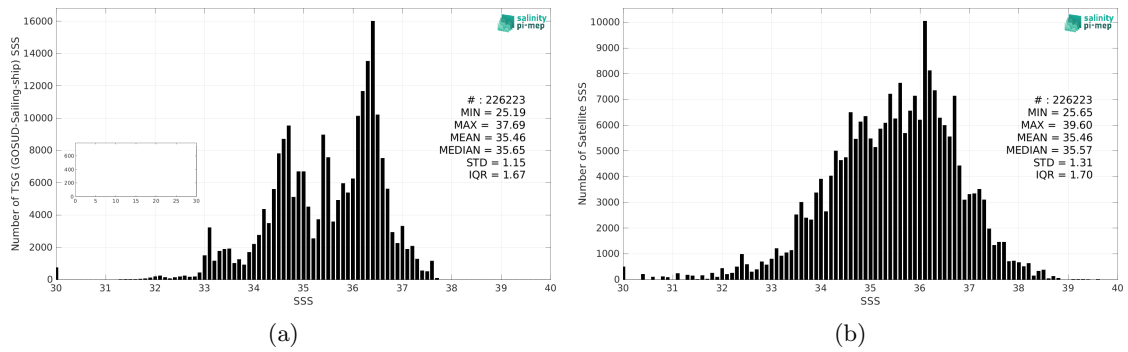 16000
14000
12000
10000
8000
6000
4000
2000
0
Number of TSG (GOSUD-Sailing-ship) SSS
salinity
pi-mep
# : 226223
MIN = 25.19
MAX = 37.69
MEAN = 35.46
MEDIAN = 35.65
STD = 1.15
IQR = 1.67
600
400
200
0
0 5 10 15 20 25 30
30 31 32 33 34 35 36 37 38 39 40
SSS
(a)
10000
9000
8000
7000
6000
5000
4000
3000
2000
1000
0
Number of Satellite SSS
salinity
pi-mep
# : 226223
MIN = 25.65
MAX = 39.60
MEAN = 35.46
MEDIAN = 35.57
STD = 1.31
IQR = 1.70
30 31 32 33 34 35 36 37 38 39 40
SSS
(b)